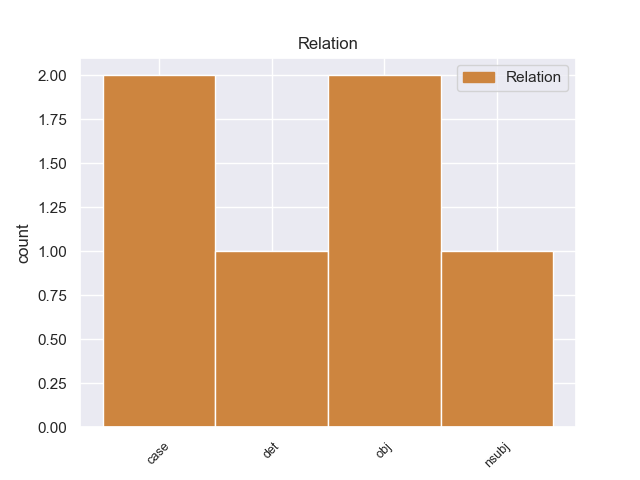 Relation
Relation
2.00
1.75
1.50
1.25
1.00
0.75
0.50
0.25
0.00
count
case
det
obj
nsubj